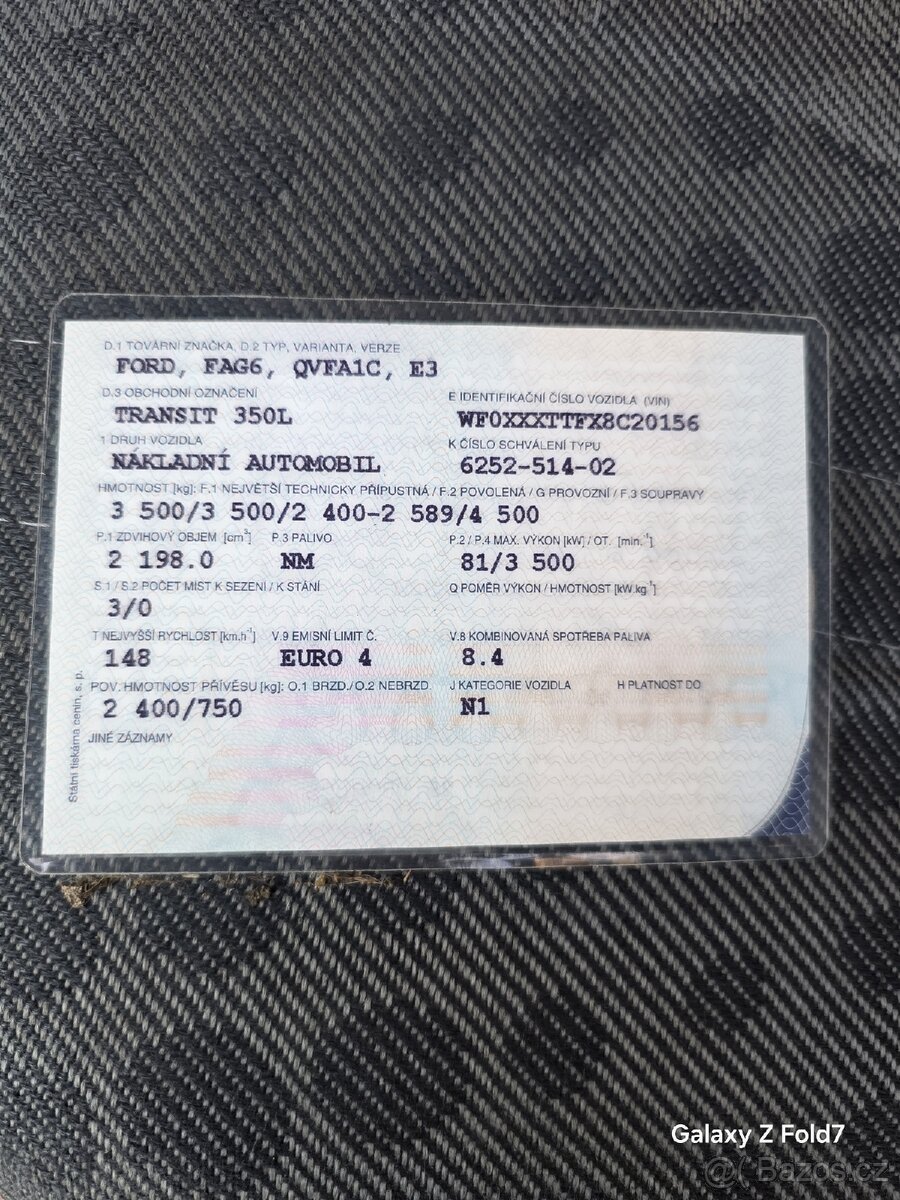 D.1 TOVÁRNÍ ZNAČKA, D.2 TYP, VARIANTA, VERZE
FORD, FAG6, QVFA1C, E3
D.3 OBCHODNÍ OZNAČENÍ E IDENTIFIKAČNÍ ČÍSLO VOZIDLA (VIN)
TRANSIT 350L WF0XXXTTFX8C20156
1 DRUH VOZIDLA K ČÍSLO SCHVÁLENÍ TYPU
NÁKLADNÍ AUTOMOBIL 6252-514-02
HMOTNOST [kg]: F.1 NEJVĚTŠÍ TECHNICKY PŘÍPUSTNÁ / F.2 POVOLENÁ / G PROVOZNÍ / F.3 SOUPRAVY
3 500/3 500/2 400-2 589/4 500
P.1 ZDVIHOVÝ OBJEM [cm³] P.3 PALIVO P.2 / P.4 MAX. VÝKON [kW] / OT. [min.⁻¹]
2 198.0 NM 81/3 500
S.1 / S.2 POČET MÍST K SEZENÍ / K STÁNÍ Q POMĚR VÝKON / HMOTNOST [kW.kg⁻¹]
3/0
T NEJVYŠŠÍ RYCHLOST [km.h⁻¹] V.9 EMISNÍ LIMIT Č. V.8 KOMBINOVANÁ SPOTŘEBA PALIVA
148 EURO 4 8.4
POV. HMOTNOST PŘÍVĚSU [kg]: O.1 BRZD./O.2 NEBRZD. J KATEGORIE VOZIDLA H PLATNOST DO
2 400/750 N1
JINÉ ZÁZNAMY
Státní tiskárna cenin, s. p.
Galaxy Z Fold7
@ Bazos.cz